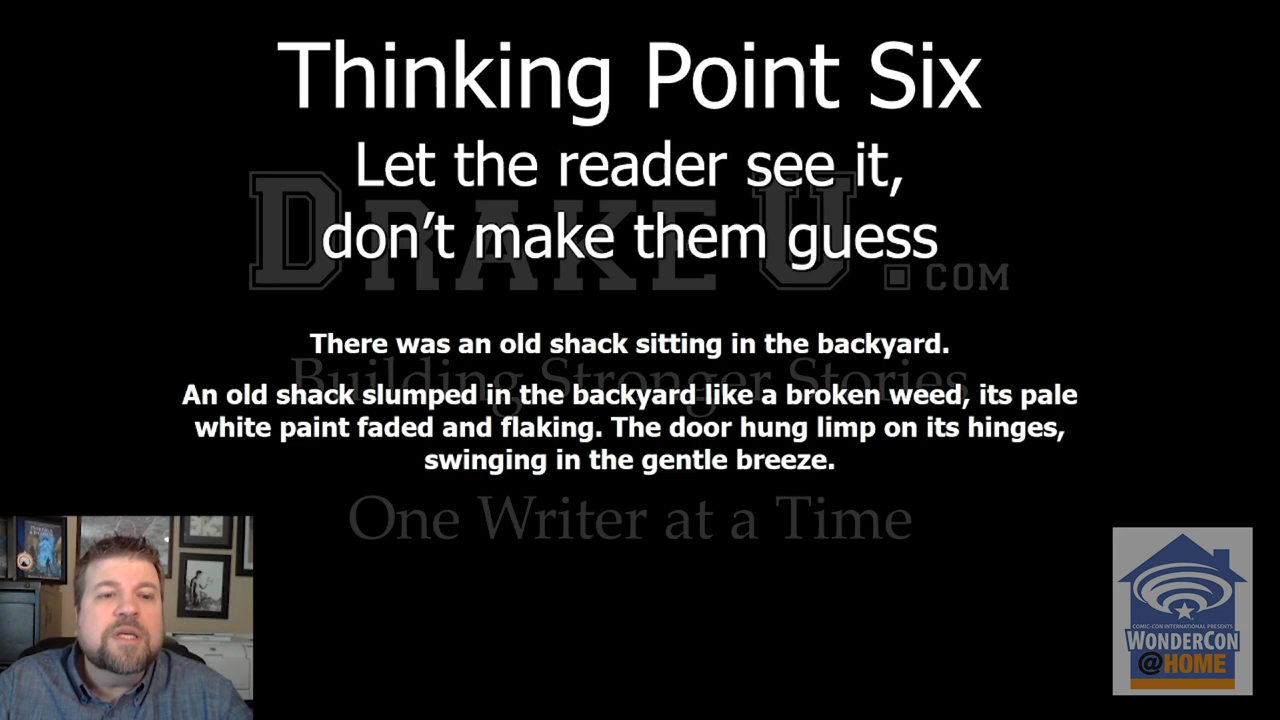 Thinking Point Six
Let the reader see it,
don't make them guess
DRAKE U.COM
There was an old shack sitting in the backyard.
Building Stronger Stories
An old shack slumped in the backyard like a broken weed, its pale
white paint faded and flaking. The door hung limp on its hinges,
swinging in the gentle breeze.
One Writer at a Time
COMIC-CON INTERNATIONAL PRESENTS
WONDERCON
@HOME